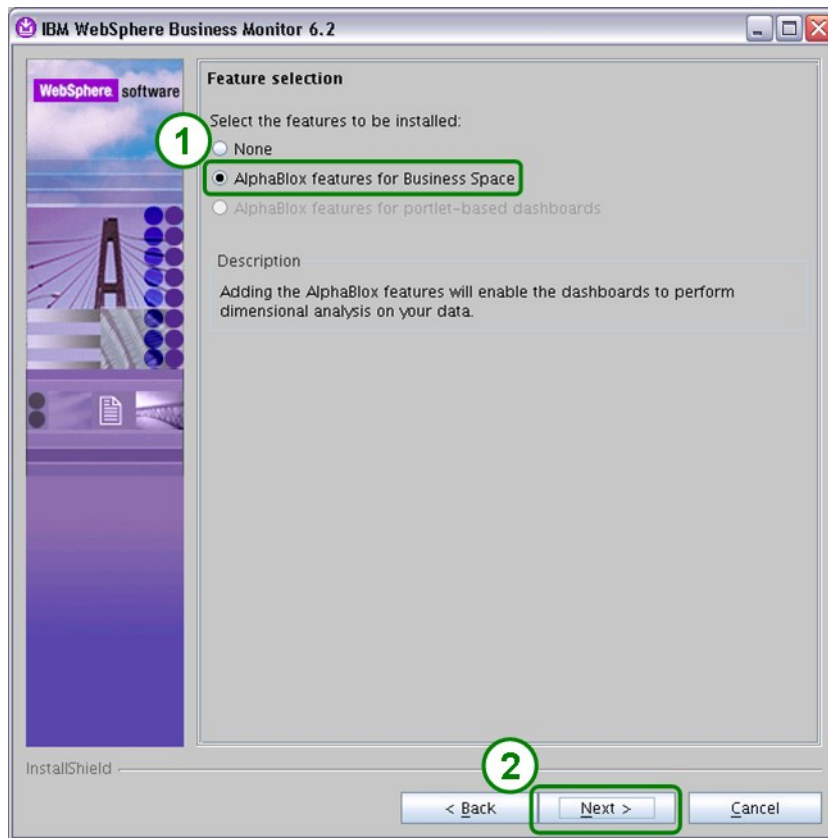 IBM WebSphere Business Monitor 6.2
WebSphere software
Feature selection
Select the features to be installed:
1
None
AlphaBlox features for Business Space
AlphaBlox features for portlet-based dashboards
Description
Adding the AlphaBlox features will enable the dashboards to perform
dimensional analysis on your data.
InstallShield
2
< Back
Next >
Cancel